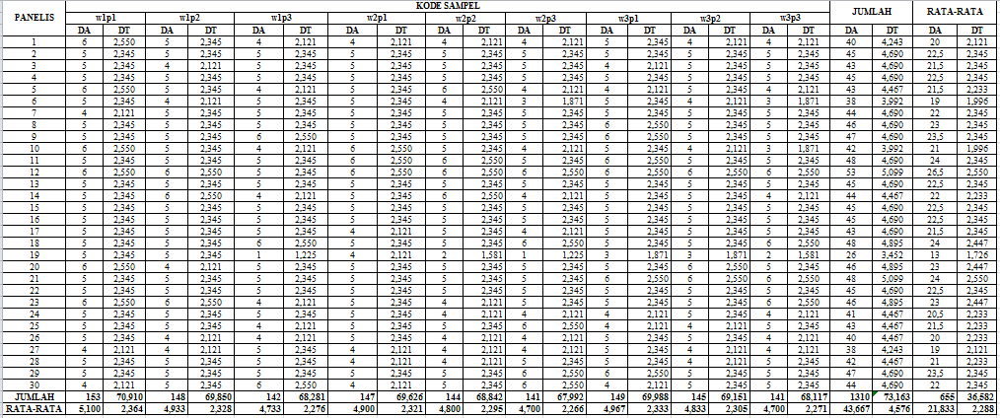 KODE SAMPEL
PANELIS w1p1 w1p2 w1p3 w2p1 w2p2 w2p3 w3p1 w3p2 w3p3 JUMLAH RATA-RATA
DA DT DA DT DA DT DA DT DA DT DA DT DA DT DA DT DA DT DA DT DA DT
1 6 2,550 5 2,345 4 2,121 4 2,121 4 2,121 4 2,121 5 2,345 4 2,121 4 2,121 40 4,243 20 2,121
2 5 2,345 5 2,345 5 2,345 5 2,345 5 2,345 5 2,345 5 2,345 5 2,345 5 2,345 45 4,690 22,5 2,345
3 5 2,345 4 2,121 5 2,345 5 2,345 5 2,345 5 2,345 4 2,121 5 2,345 5 2,345 43 4,690 21,5 2,345
4 5 2,345 5 2,345 5 2,345 5 2,345 5 2,345 5 2,345 5 2,345 5 2,345 5 2,345 45 4,690 22,5 2,345
5 6 2,550 5 2,345 4 2,121 5 2,345 6 2,550 4 2,121 4 2,121 5 2,345 4 2,121 43 4,467 21,5 2,233
6 5 2,345 4 2,121 5 2,345 5 2,345 4 2,121 3 1,871 5 2,345 4 2,121 3 1,871 38 3,992 19 1,996
7 4 2,121 5 2,345 5 2,345 5 2,345 5 2,345 5 2,345 5 2,345 5 2,345 5 2,345 44 4,690 22 2,345
8 5 2,345 5 2,345 5 2,345 5 2,345 5 2,345 5 2,345 6 2,550 5 2,345 5 2,345 46 4,690 23 2,345
9 5 2,345 5 2,345 6 2,550 5 2,345 5 2,345 5 2,345 6 2,550 5 2,345 5 2,345 47 4,690 23,5 2,345
10 6 2,550 5 2,345 4 2,121 6 2,550 5 2,345 4 2,121 5 2,345 4 2,121 3 1,871 42 3,992 21 1,996
11 5 2,345 5 2,345 5 2,345 6 2,550 6 2,550 5 2,345 6 2,550 5 2,345 5 2,345 48 4,690 24 2,345
12 6 2,550 6 2,550 5 2,345 6 2,550 6 2,550 6 2,550 6 2,550 6 2,550 6 2,550 53 5,099 26,5 2,550
13 5 2,345 5 2,345 5 2,345 5 2,345 5 2,345 5 2,345 5 2,345 5 2,345 5 2,345 45 4,690 22,5 2,345
14 5 2,345 6 2,550 4 2,121 5 2,345 6 2,550 4 2,121 5 2,345 5 2,345 4 2,121 44 4,467 22 2,233
15 5 2,345 5 2,345 5 2,345 5 2,345 5 2,345 5 2,345 5 2,345 5 2,345 5 2,345 45 4,690 22,5 2,345
16 5 2,345 5 2,345 5 2,345 5 2,345 5 2,345 5 2,345 5 2,345 5 2,345 5 2,345 45 4,690 22,5 2,345
17 5 2,345 5 2,345 5 2,345 4 2,121 5 2,345 4 2,121 5 2,345 5 2,345 5 2,345 43 4,690 21,5 2,345
18 5 2,345 5 2,345 6 2,550 5 2,345 5 2,345 6 2,550 5 2,345 5 2,345 6 2,550 48 4,895 24 2,447
19 5 2,345 5 2,345 1 1,225 4 2,121 2 1,581 1 1,225 3 1,871 3 1,871 2 1,581 26 3,452 13 1,726
20 6 2,550 4 2,121 5 2,345 5 2,345 5 2,345 5 2,345 5 2,345 6 2,550 5 2,345 46 4,895 23 2,447
21 5 2,345 5 2,345 5 2,345 5 2,345 5 2,345 5 2,345 6 2,550 6 2,550 6 2,550 48 5,099 24 2,550
22 5 2,345 5 2,345 5 2,345 5 2,345 5 2,345 5 2,345 5 2,345 5 2,345 5 2,345 45 4,690 22,5 2,345
23 6 2,550 6 2,550 4 2,121 5 2,345 4 2,121 5 2,345 5 2,345 5 2,345 6 2,550 46 4,895 23 2,447
24 5 2,345 5 2,345 5 2,345 5 2,345 4 2,121 4 2,121 4 2,121 5 2,345 4 2,121 41 4,467 20,5 2,233
25 5 2,345 5 2,345 4 2,121 5 2,345 5 2,345 6 2,550 4 2,121 4 2,121 5 2,345 43 4,467 21,5 2,233
26 5 2,345 4 2,121 4 2,121 5 2,345 4 2,121 4 2,121 5 2,345 5 2,345 4 2,121 40 4,467 20 2,233
27 4 2,121 4 2,121 5 2,345 4 2,121 4 2,121 4 2,121 5 2,345 4 2,121 4 2,121 38 4,243 19 2,121
28 5 2,345 5 2,345 5 2,345 4 2,121 4 2,121 5 2,345 5 2,345 4 2,121 5 2,345 42 4,467 21 2,233
29 5 2,345 5 2,345 5 2,345 5 2,345 5 2,345 6 2,550 6 2,550 5 2,345 5 2,345 47 4,690 23,5 2,345
30 4 2,121 5 2,345 6 2,550 4 2,121 5 2,345 6 2,550 4 2,121 5 2,345 5 2,345 44 4,690 22 2,345
JUMLAH 153 70,910 148 69,850 142 68,281 147 69,626 144 68,842 141 67,992 149 69,988 145 69,151 141 68,117 1310 73,163 655 36,582
RATA-RATA 5,100 2,364 4,933 2,328 4,733 2,276 4,900 2,321 4,800 2,295 4,700 2,266 4,967 2,333 4,833 2,305 4,700 2,271 43,667 4,576 21,833 2,288